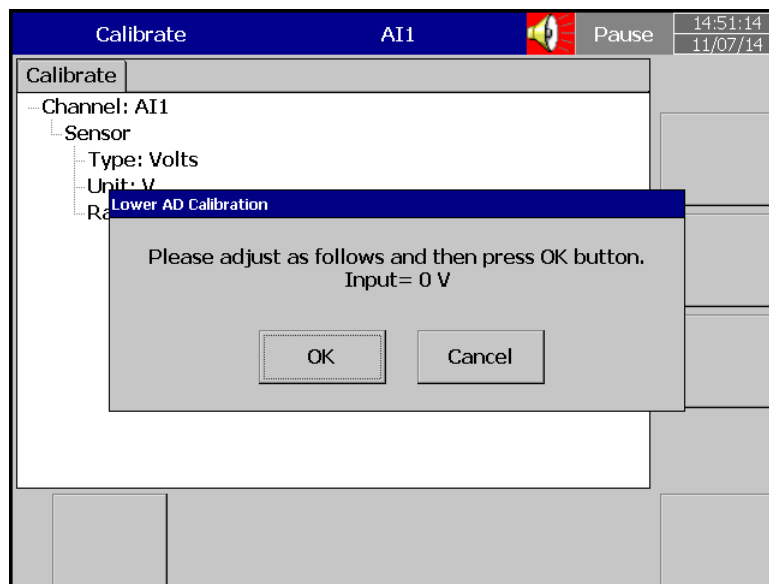 Calibrate AI1 Pause 14:51:14
11/07/14
Calibrate
Channel: AI1
Sensor
Type: Volts
Unit: V
Lower AD Calibration
Please adjust as follows and then press OK button.
Input= 0 V
OK Cancel